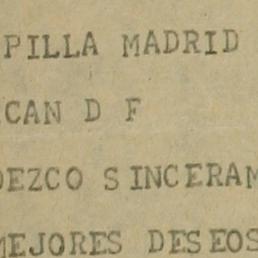 PILLA MADRID
CAN D F
DEZCO SINCERAM
MEJORES DESEOS